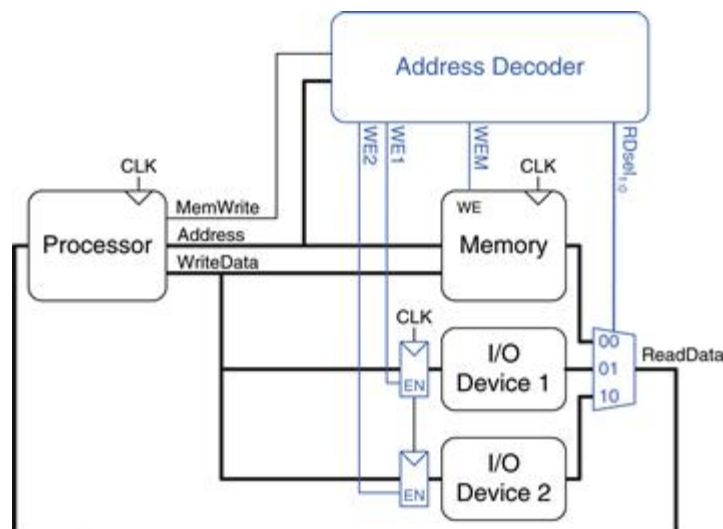 Address Decoder
WE2
WE1
WEM
RDsel1:0
CLK
CLK
Processor
MemWrite
Address
WriteData
WE
Memory
CLK
EN
I/O
Device 1
00
01
10
ReadData
EN
I/O
Device 2